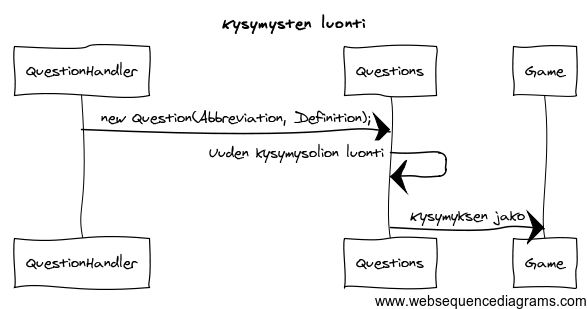 Kysymysten luonti
QuestionHandler Questions Game
new Question(Abbreviation, Definition);
Uuden kysymysolion luonti
Kysymyksen jako
QuestionHandler Questions Game
www.websequencediagrams.com